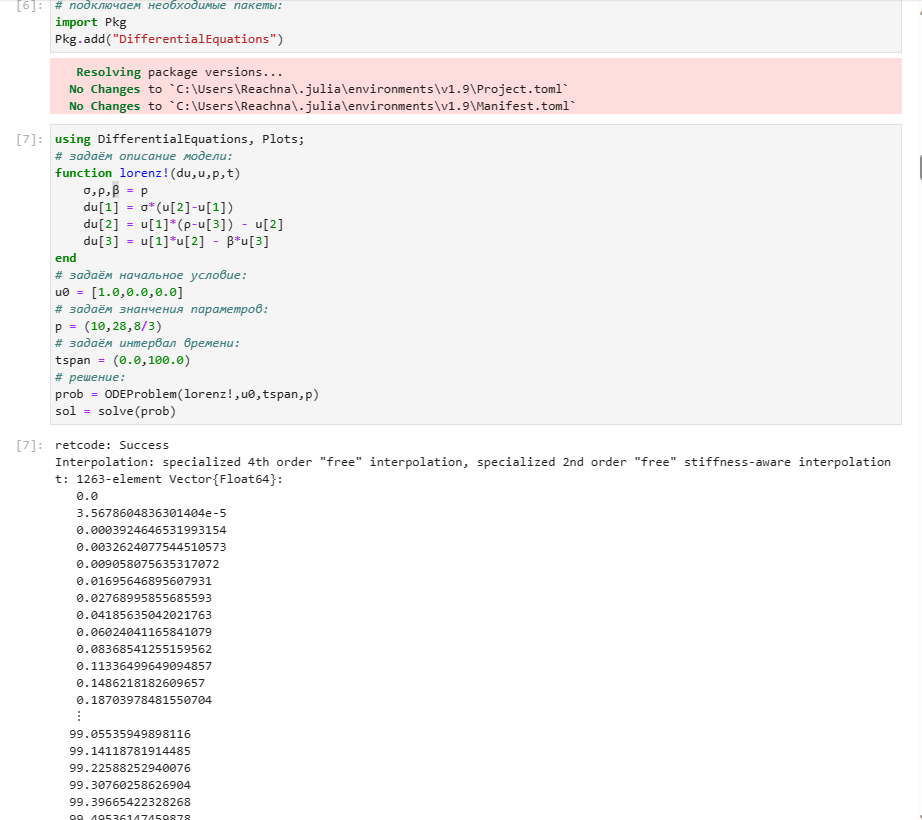 [6]: # подключаем необходимые пакеты:
import Pkg
Pkg.add("DifferentialEquations")
Resolving package versions...
No Changes to `C:\Users\Reachna\.julia\environments\v1.9\Project.toml`
No Changes to `C:\Users\Reachna\.julia\environments\v1.9\Manifest.toml`
[7]: using DifferentialEquations, Plots;
# задаём описание модели:
function lorenz!(du,u,p,t)
σ,ρ,β = p
du[1] = σ*(u[2]-u[1])
du[2] = u[1]*(ρ-u[3]) - u[2]
du[3] = u[1]*u[2] - β*u[3]
end
# задаём начальное условие:
u0 = [1.0,0.0,0.0]
# задаём знанчения параметров:
p = (10,28,8/3)
# задаём интервал времени:
tspan = (0.0,100.0)
# решение:
prob = ODEProblem(lorenz!,u0,tspan,p)
sol = solve(prob)
[7]: retcode: Success
Interpolation: specialized 4th order "free" interpolation, specialized 2nd order "free" stiffness-aware interpolation
t: 1263-element Vector{Float64}:
0.0
3.5678604836301404e-5
0.0003924646531993154
0.0032624077544510573
0.009058075635317072
0.01695646895607931
0.02768995855685593
0.04185635042021763
0.06024041165841079
0.08368541255159562
0.11336499649094857
0.1486218182609657
0.18703978481550704
⋮
99.05535949898116
99.14118781914485
99.22588252940076
99.30760258626904
99.39665422328268
99.49536147459878